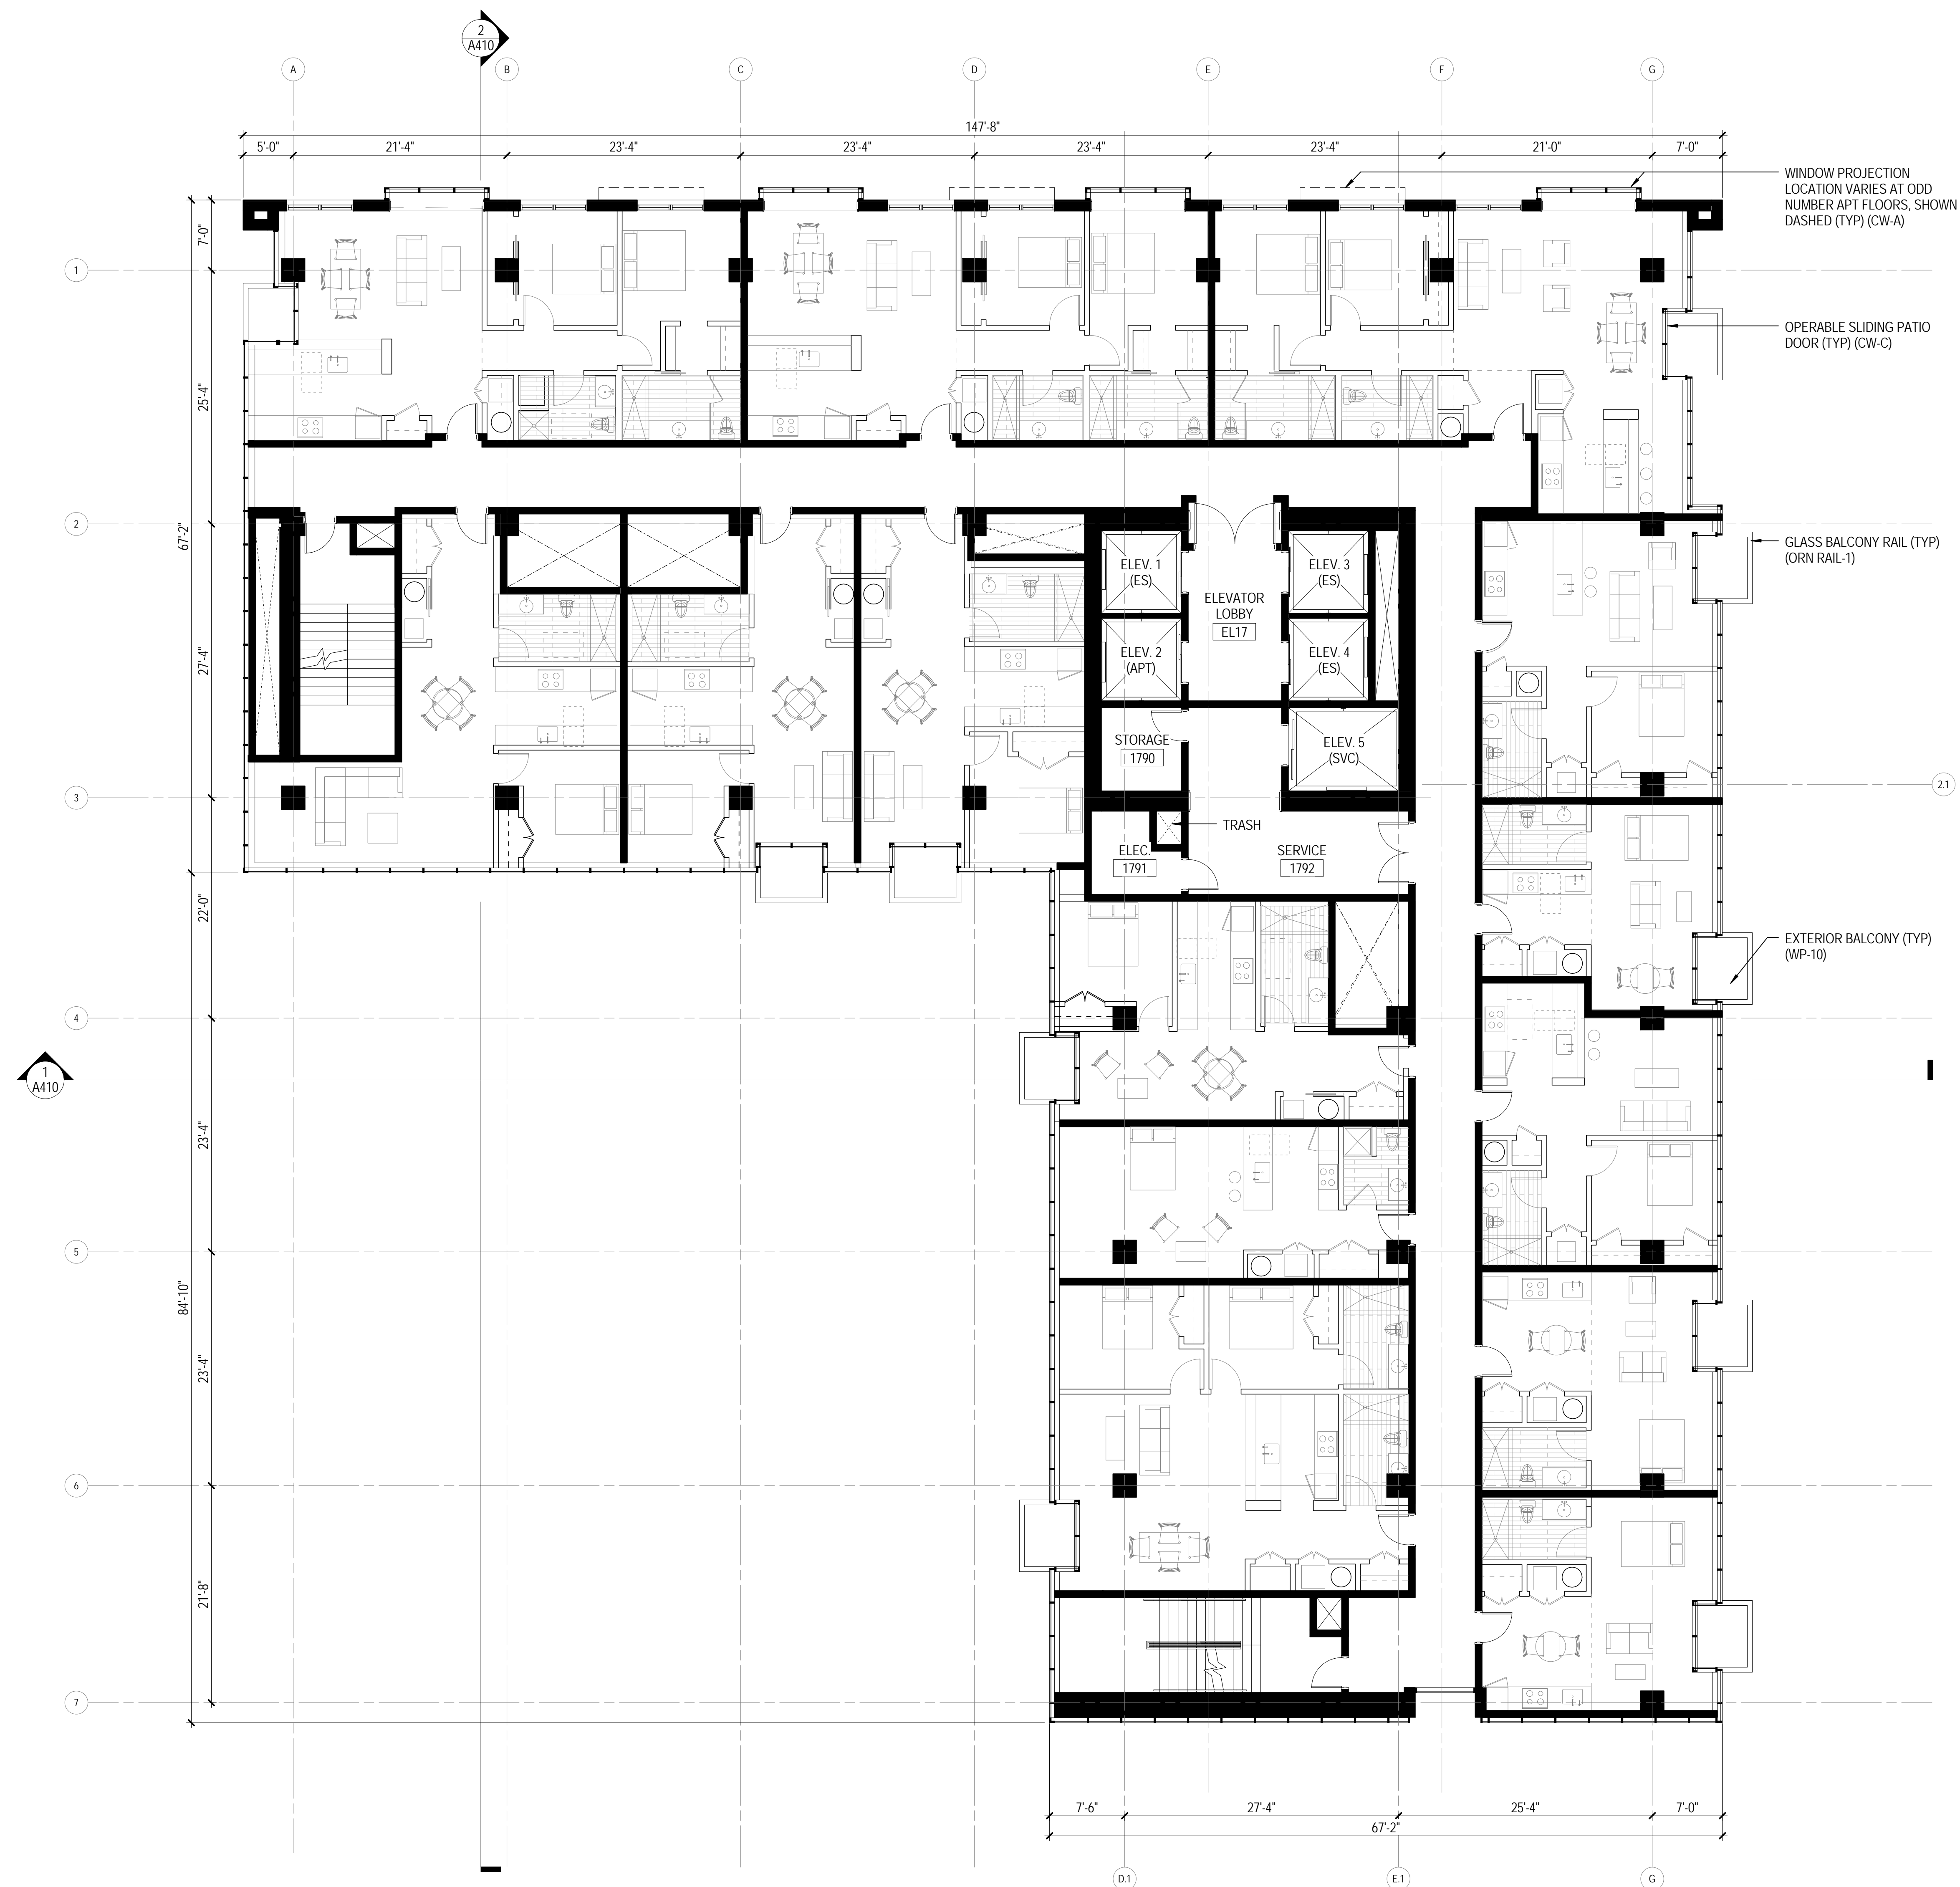 2
A410
A
B
C
D
E
F
G
147'-8"
5'-0"
21'-4"
23'-4"
23'-4"
23'-4"
23'-4"
21'-0"
7'-0"
WINDOW PROJECTION
LOCATION VARIES AT ODD
NUMBER APT FLOORS, SHOWN
DASHED (TYP) (CW-A)
7'-0"
1
OPERABLE SLIDING PATIO
DOOR (TYP) (CW-C)
25'-4"
2
67'-2"
GLASS BALCONY RAIL (TYP)
(ORN RAIL-1)
ELEV. 1
(ES)
ELEV. 3
(ES)
ELEVATOR
LOBBY
EL17
27'-4"
ELEV. 2
(APT)
ELEV. 4
(ES)
STORAGE
1790
ELEV. 5
(SVC)
2.1
3
TRASH
ELEC.
1791
SERVICE
1792
22'-0"
EXTERIOR BALCONY (TYP)
(WP-10)
4
1
A410
23'-4"
5
84'-10"
23'-4"
6
21'-8"
7
7'-6"
27'-4"
25'-4"
7'-0"
67'-2"
D.1
E.1
G